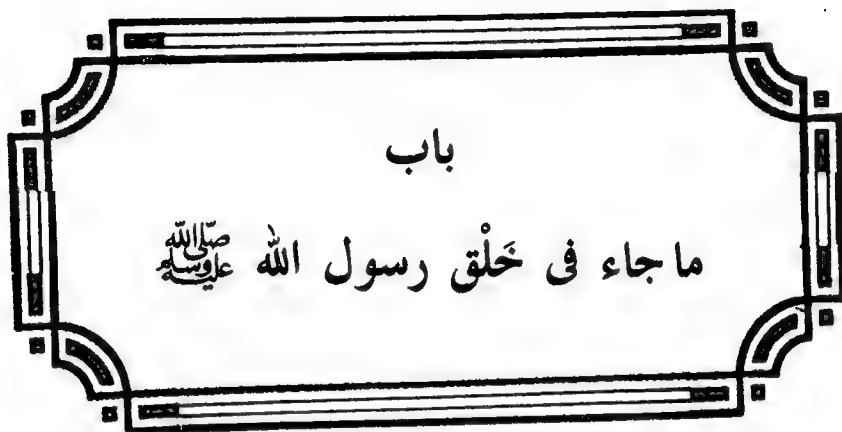 باب
ما جاء فى خَلْق رسول الله ﷺ